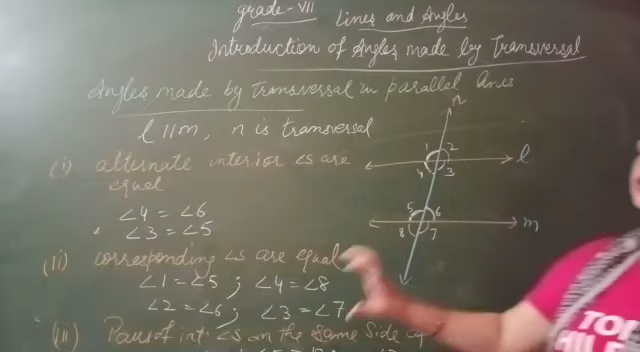 grade-VII Lines and Angles
Introduction of Angles made by Transversal
Angles made by transversal in parallel lines
l || m, n is transversal
(i) alternate interior ∠s are
equal
∠4 = ∠6
∠3 = ∠5
(ii) corresponding ∠s are equal
∠1 = ∠5 ; ∠4 = ∠8
∠2 = ∠6 ; ∠3 = ∠7
(iii) Pairs of int. ∠s on the same side of
n
1 2
4 3
l
5 6
8 7
m
TOM